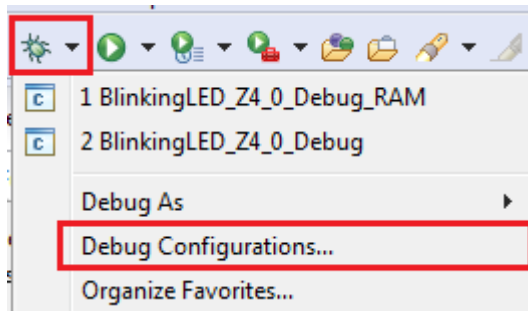 1 BlinkingLED_Z4_0_Debug_RAM
2 BlinkingLED_Z4_0_Debug
Debug As
Debug Configurations...
Organize Favorites...